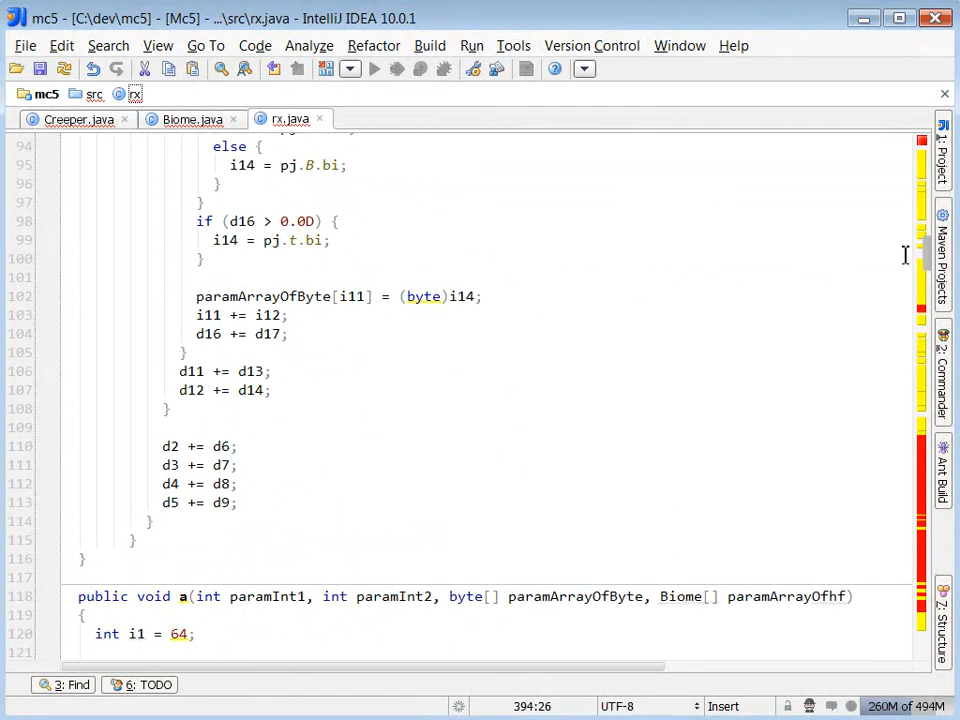 mc5 - [C:\dev\mc5] - [Mc5] - ...\src\rx.java - IntelliJ IDEA 10.0.1
File Edit Search View Go To Code Analyze Refactor Build Run Tools Version Control Window Help
mc5 src rx
Creeper.java Biome.java rx.java
94 else {
95 i14 = pj.B.bi;
96 }
97 }
98 if (d16 > 0.0D) {
99 i14 = pj.t.bi;
100 }
101
102 paramArrayOfByte[i11] = (byte)i14;
103 i11 += i12;
104 d16 += d17;
105 }
106 d11 += d13;
107 d12 += d14;
108 }
109
110 d2 += d6;
111 d3 += d7;
112 d4 += d8;
113 d5 += d9;
114 }
115 }
116 }
117
118 public void a(int paramInt1, int paramInt2, byte[] paramArrayOfByte, Biome[] paramArrayOfhf)
119 {
120 int i1 = 64;
121
1: Project
Maven Projects
2: Commander
Ant Build
7: Structure
3: Find 6: TODO
394:26 UTF-8 Insert 260M of 494M